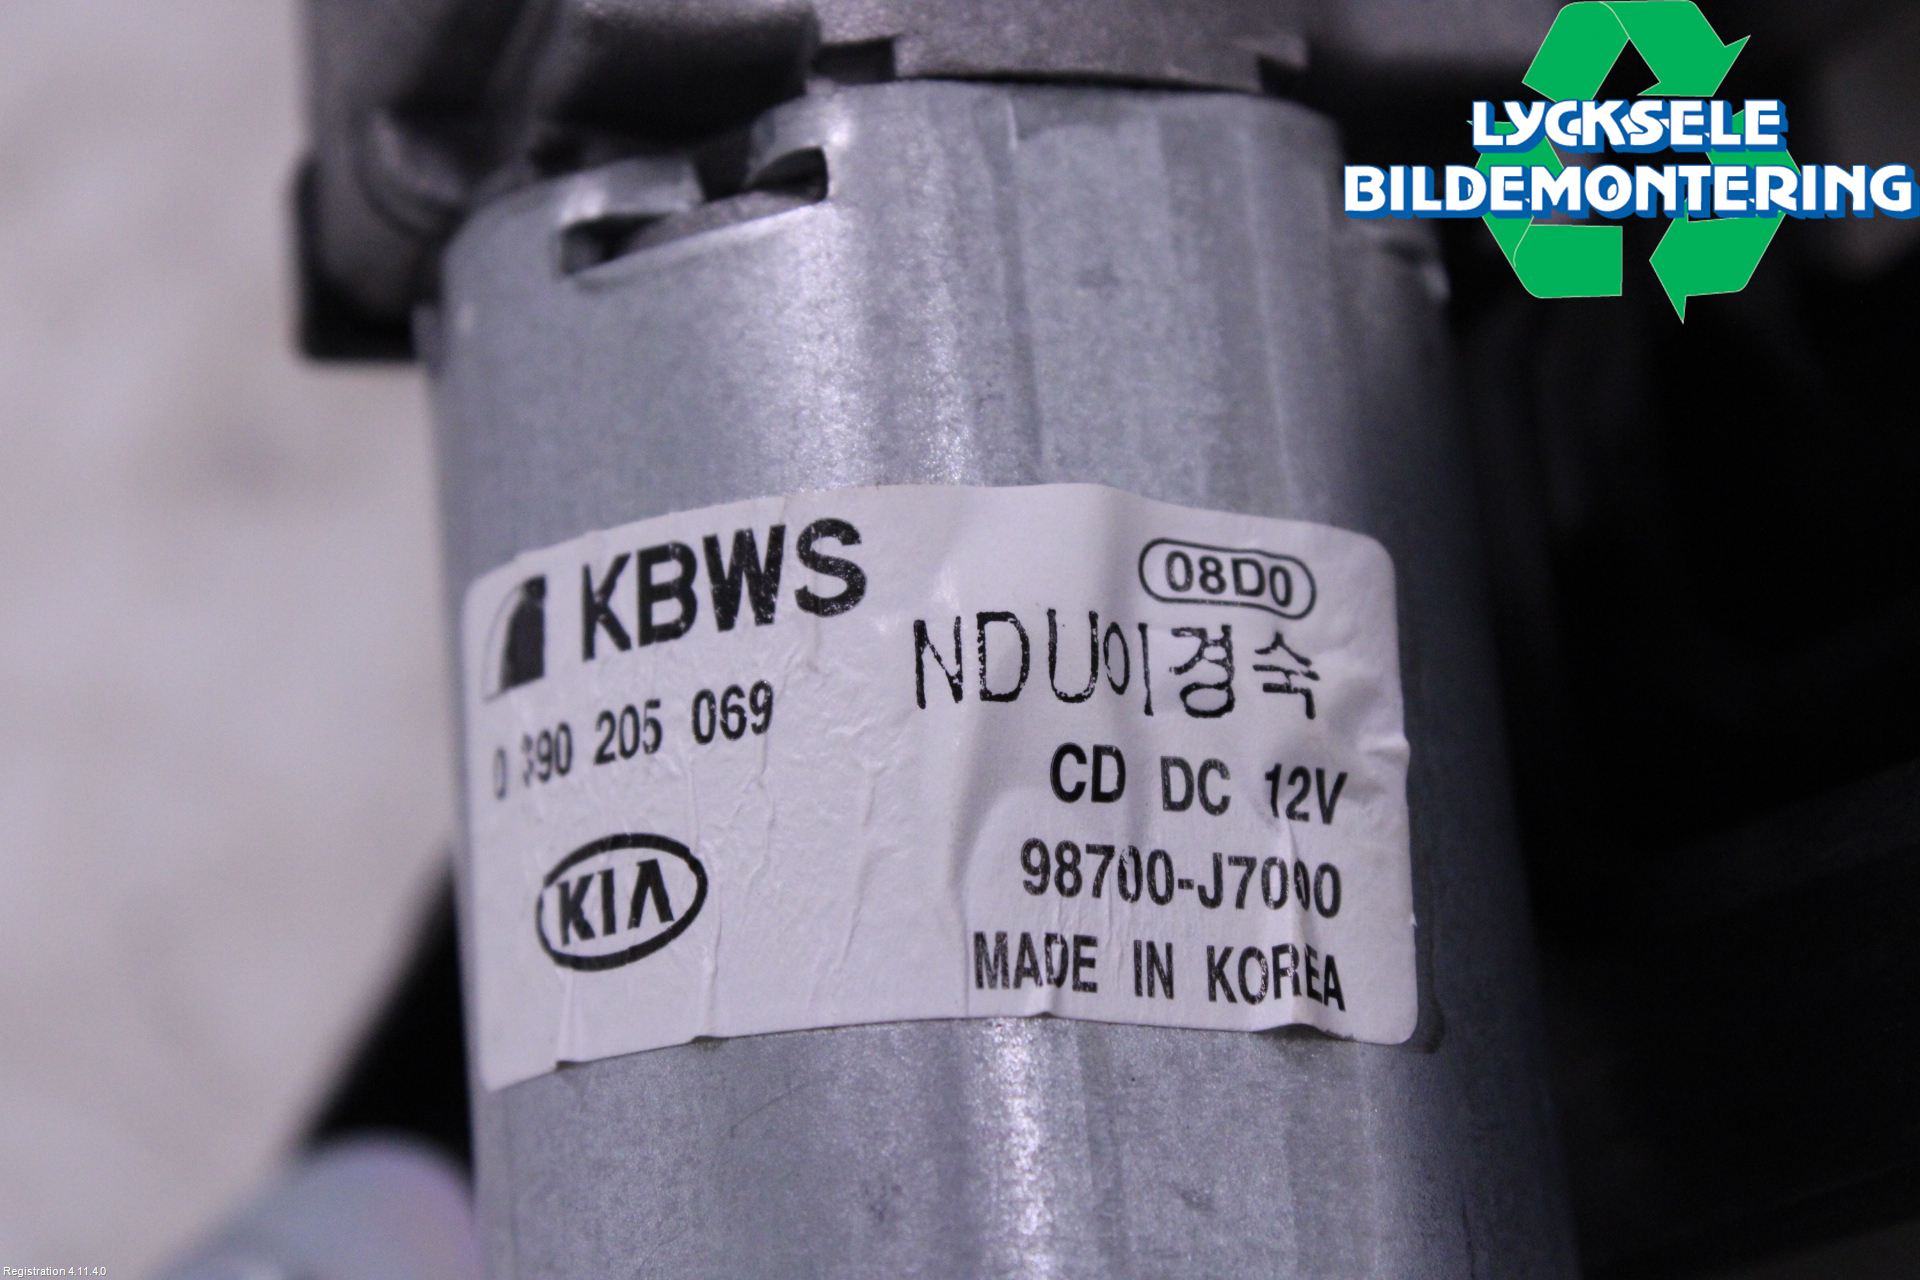 LYCKSELE
BILDEMONTERING
KBWS
08D0
NDU이경숙
0 390 205 069
CD DC 12V
98700-J7000
KIA
MADE IN KOREA
Registration 4.11.4.0